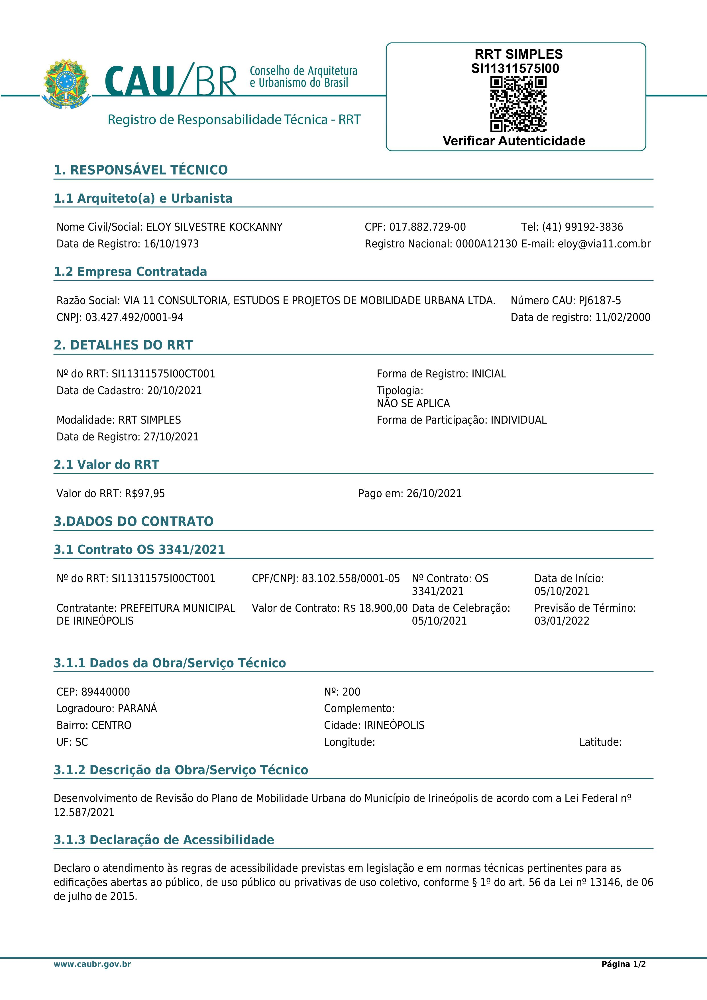 CAU/BR
Conselho de Arquitetura
e Urbanismo do Brasil
Registro de Responsabilidade Técnica - RRT
RRT SIMPLES
SI11311575I00
Verificar Autenticidade
1. RESPONSÁVEL TÉCNICO
1.1 Arquiteto(a) e Urbanista
Nome Civil/Social: ELOY SILVESTRE KOCKANNY CPF: 017.882.729-00 Tel: (41) 99192-3836
Data de Registro: 16/10/1973 Registro Nacional: 0000A12130 E-mail: eloy@via11.com.br
1.2 Empresa Contratada
Razão Social: VIA 11 CONSULTORIA, ESTUDOS E PROJETOS DE MOBILIDADE URBANA LTDA. Número CAU: PJ6187-5
CNPJ: 03.427.492/0001-94 Data de registro: 11/02/2000
2. DETALHES DO RRT
Nº do RRT: SI11311575I00CT001 Forma de Registro: INICIAL
Data de Cadastro: 20/10/2021 Tipologia:
NÃO SE APLICA
Modalidade: RRT SIMPLES Forma de Participação: INDIVIDUAL
Data de Registro: 27/10/2021
2.1 Valor do RRT
Valor do RRT: R$97,95 Pago em: 26/10/2021
3.DADOS DO CONTRATO
3.1 Contrato OS 3341/2021
Nº do RRT: SI11311575I00CT001 CPF/CNPJ: 83.102.558/0001-05 Nº Contrato: OS Data de Início:
3341/2021 05/10/2021
Contratante: PREFEITURA MUNICIPAL Valor de Contrato: R$ 18.900,00 Data de Celebração: Previsão de Término:
DE IRINEÓPOLIS 05/10/2021 03/01/2022
3.1.1 Dados da Obra/Serviço Técnico
CEP: 89440000 Nº: 200
Logradouro: PARANÁ Complemento:
Bairro: CENTRO Cidade: IRINEÓPOLIS
UF: SC Longitude: Latitude:
3.1.2 Descrição da Obra/Serviço Técnico
Desenvolvimento de Revisão do Plano de Mobilidade Urbana do Município de Irineópolis de acordo com a Lei Federal nº
12.587/2021
3.1.3 Declaração de Acessibilidade
Declaro o atendimento às regras de acessibilidade previstas em legislação e em normas técnicas pertinentes para as
edificações abertas ao público, de uso público ou privativas de uso coletivo, conforme § 1º do art. 56 da Lei nº 13146, de 06
de julho de 2015.
www.caubr.gov.br Página 1/2